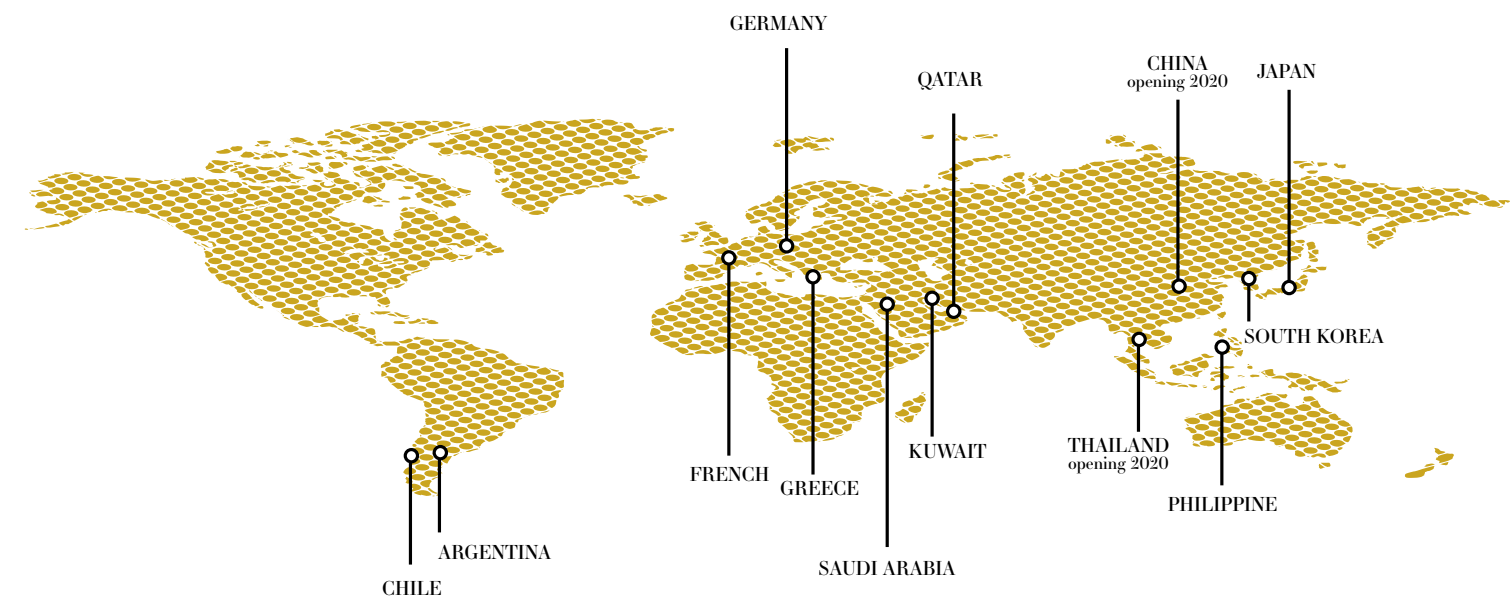 GERMANY
QATAR
CHINA
opening 2020
JAPAN
SOUTH KOREA
THAILAND
opening 2020
PHILIPPINE
KUWAIT
FRENCH
GREECE
SAUDI ARABIA
ARGENTINA
CHILE